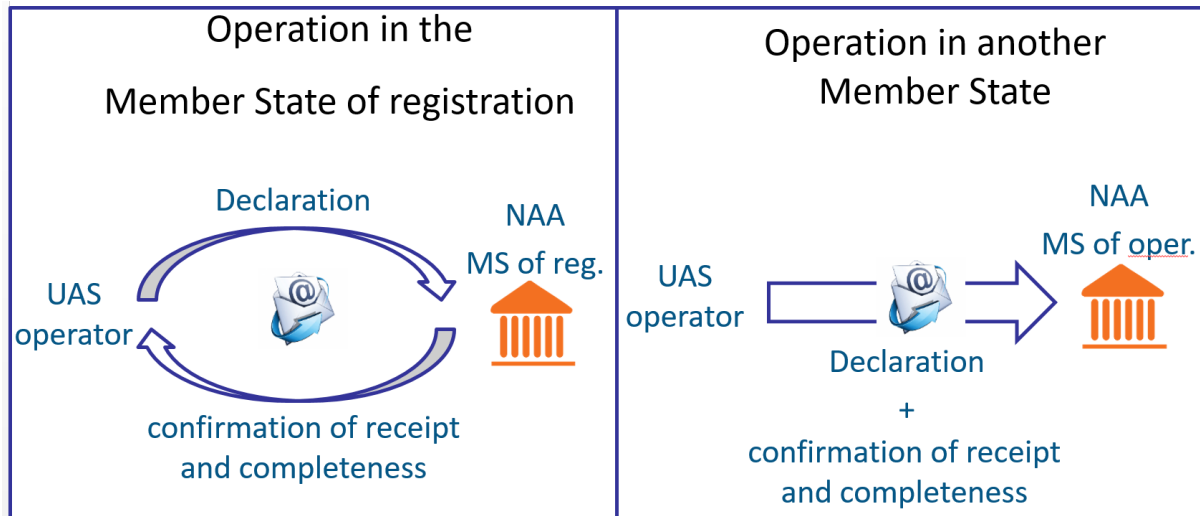 Operation in the
Member State of registration
Declaration
NAA
MS of reg.
UAS
operator
@
confirmation of receipt
and completeness
Operation in another
Member State
NAA
MS of oper.
UAS
operator
@
Declaration
+
confirmation of receipt
and completeness